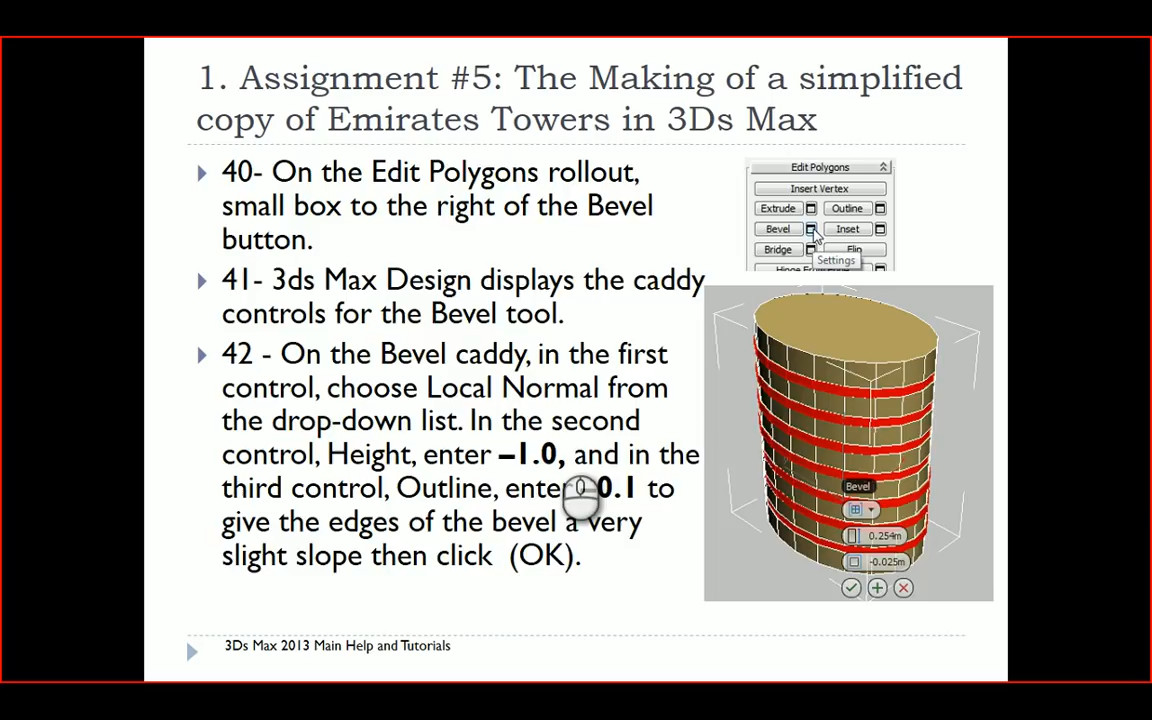 1. Assignment #5: The Making of a simplified
copy of Emirates Towers in 3Ds Max
40- On the Edit Polygons rollout,
small box to the right of the Bevel
button.
41- 3ds Max Design displays the caddy
controls for the Bevel tool.
42 - On the Bevel caddy, in the first
control, choose Local Normal from
the drop-down list. In the second
control, Height, enter –1.0, and in the
third control, Outline, enter 0.1 to
give the edges of the bevel a very
slight slope then click (OK).
Edit Polygons
Insert Vertex
Extrude Outline
Bevel Inset
Bridge Flip
Settings
Bevel
0.254m
-0.025m
3Ds Max 2013 Main Help and Tutorials